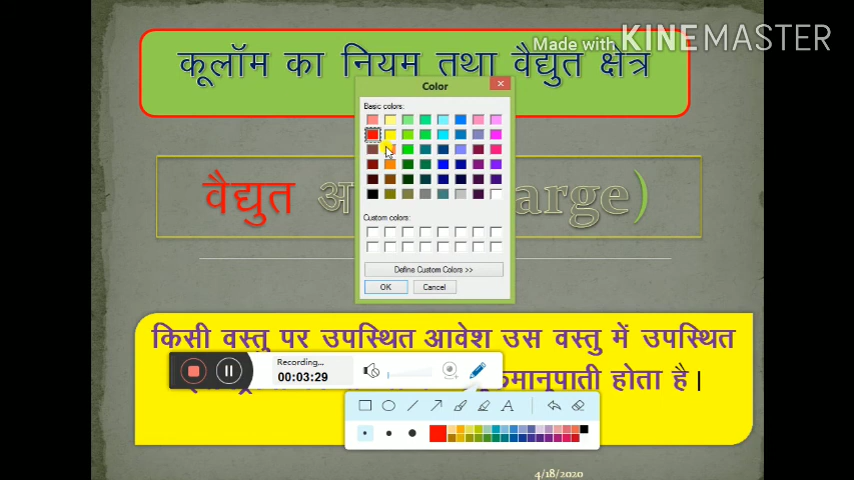 Made with KINEMASTER
कूलॉम का नियम तथा वैद्युत क्षेत्र
Color
Basic colors:
वैद्युत
arge)
Custom colors:
Define Custom Colors >>
OK Cancel
किसी वस्तु पर उपस्थित आवेश उस वस्तु में उपस्थित
Recording...
00:03:29
होता है।
A
4/18/2020